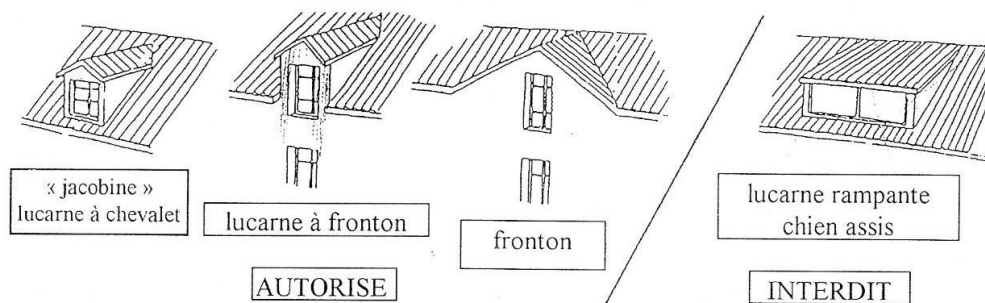 « jacobine »
lucarne à chevalet
lucarne à fronton
fronton
AUTORISE
lucarne rampante
chien assis
INTERDIT